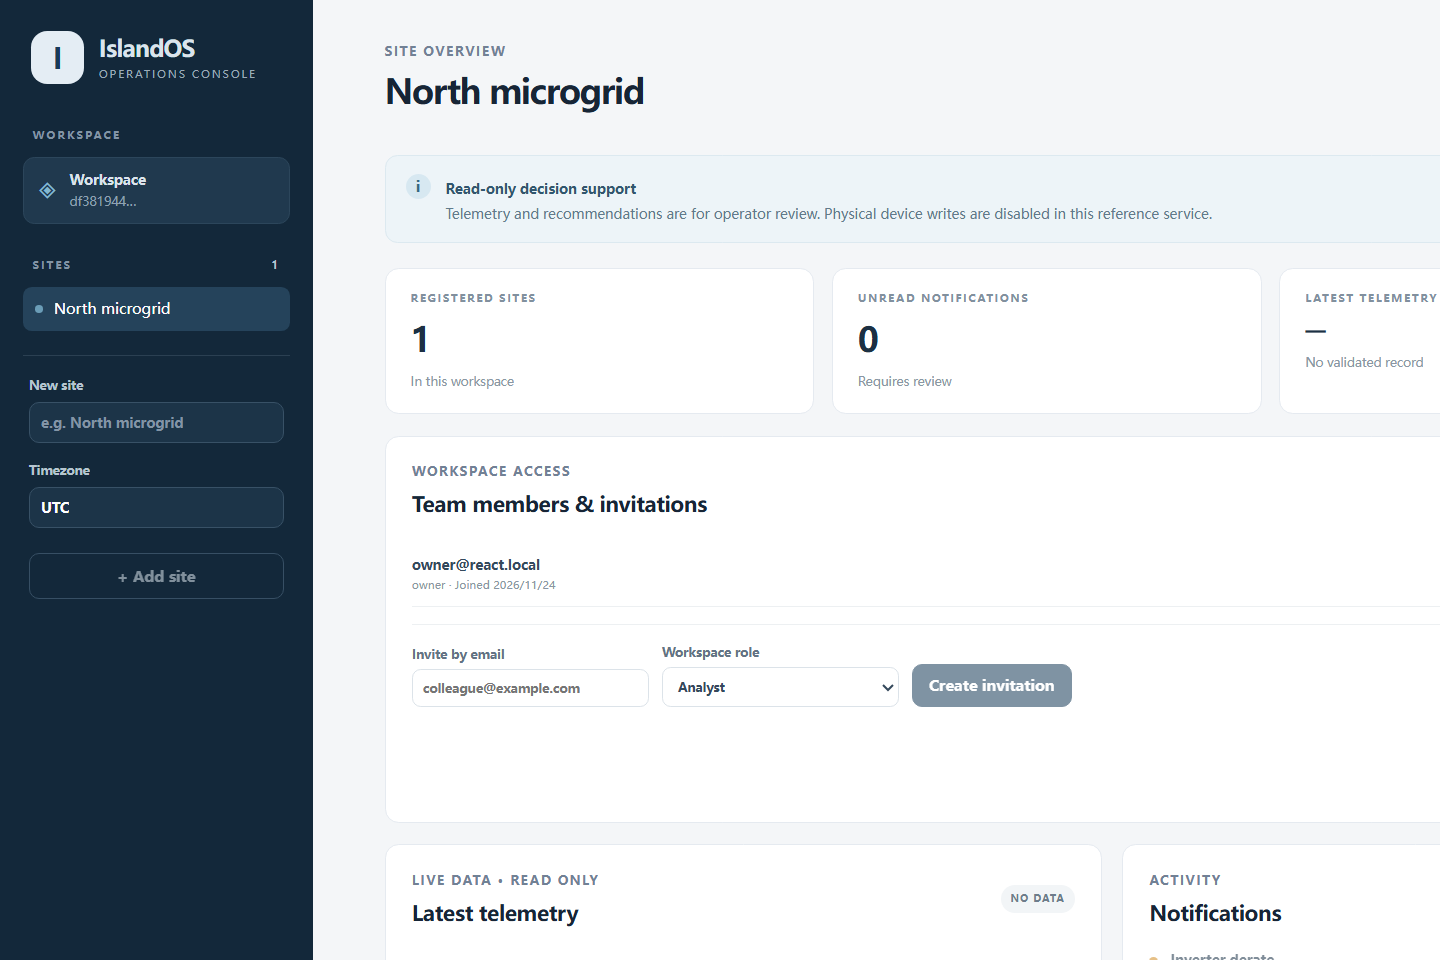 I
IslandOS
OPERATIONS CONSOLE
WORKSPACE
Workspace
df381944...
SITES 1
North microgrid
New site
e.g. North microgrid
Timezone
UTC
+ Add site
SITE OVERVIEW
North microgrid
i
Read-only decision support
Telemetry and recommendations are for operator review. Physical device writes are disabled in this reference service.
REGISTERED SITES
1
In this workspace
UNREAD NOTIFICATIONS
0
Requires review
LATEST TELEMETRY
—
No validated record
WORKSPACE ACCESS
Team members & invitations
owner@react.local
owner · Joined 2026/11/24
Invite by email
colleague@example.com
Workspace role
Analyst
Create invitation
LIVE DATA • READ ONLY
Latest telemetry
NO DATA
ACTIVITY
Notifications
Inverter derate